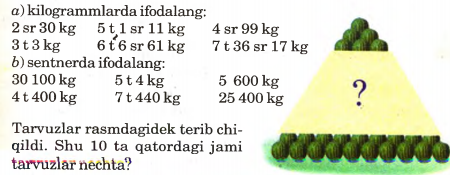 a) kilogrammlarda ifodalang:
2 sr 30 kg 5 t 1 sr 11 kg 4 sr 99 kg
3 t 3 kg 6 t 6 sr 61 kg 7 t 36 sr 17 kg
b) sentnerda ifodalang:
30 100 kg 5 t 4 kg 5 600 kg
4 t 400 kg 7 t 440 kg 25 400 kg
?
Tarvuzlar rasmdagidek terib chi-
qildi. Shu 10 ta qatordagi jami
tarvuzlar nechta?